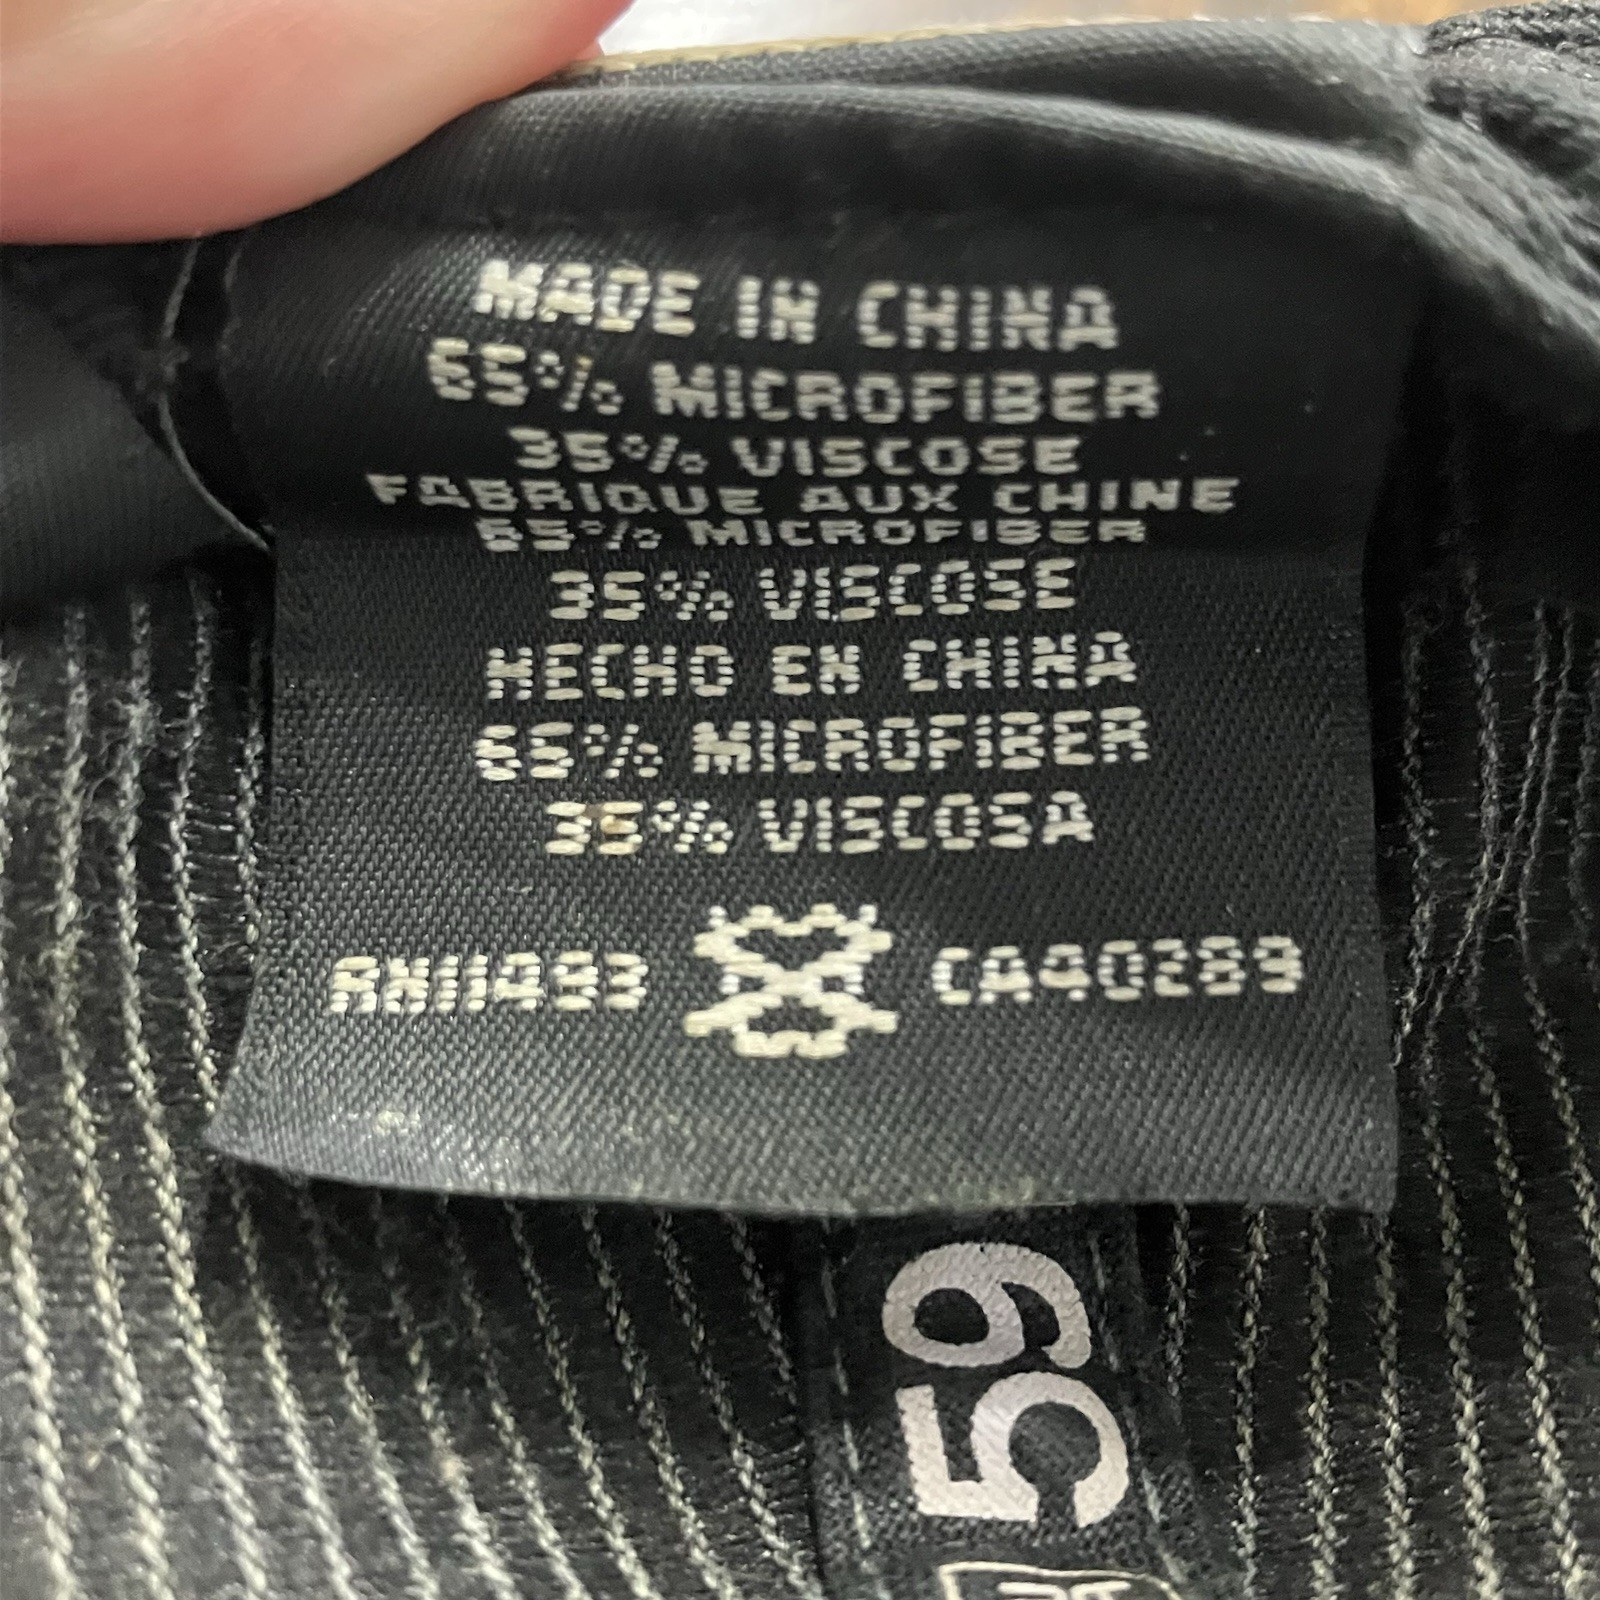 MADE IN CHINA
65% MICROFIBER
35% VISCOSE
FABRIQUE AUX CHINE
65% MICROFIBER
35% VISCOSE
HECHO EN CHINA
65% MICROFIBER
35% VISCOSA
RN11493 CA40289
59